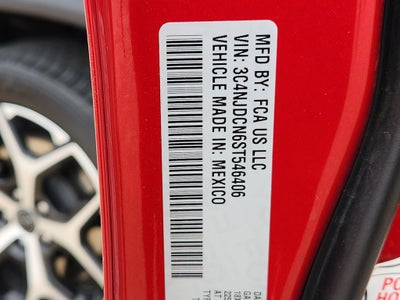 MFD BY: FCA US LLC
VIN: 3C4NJDCN6ST546406
VEHICLE MADE IN: MEXICO